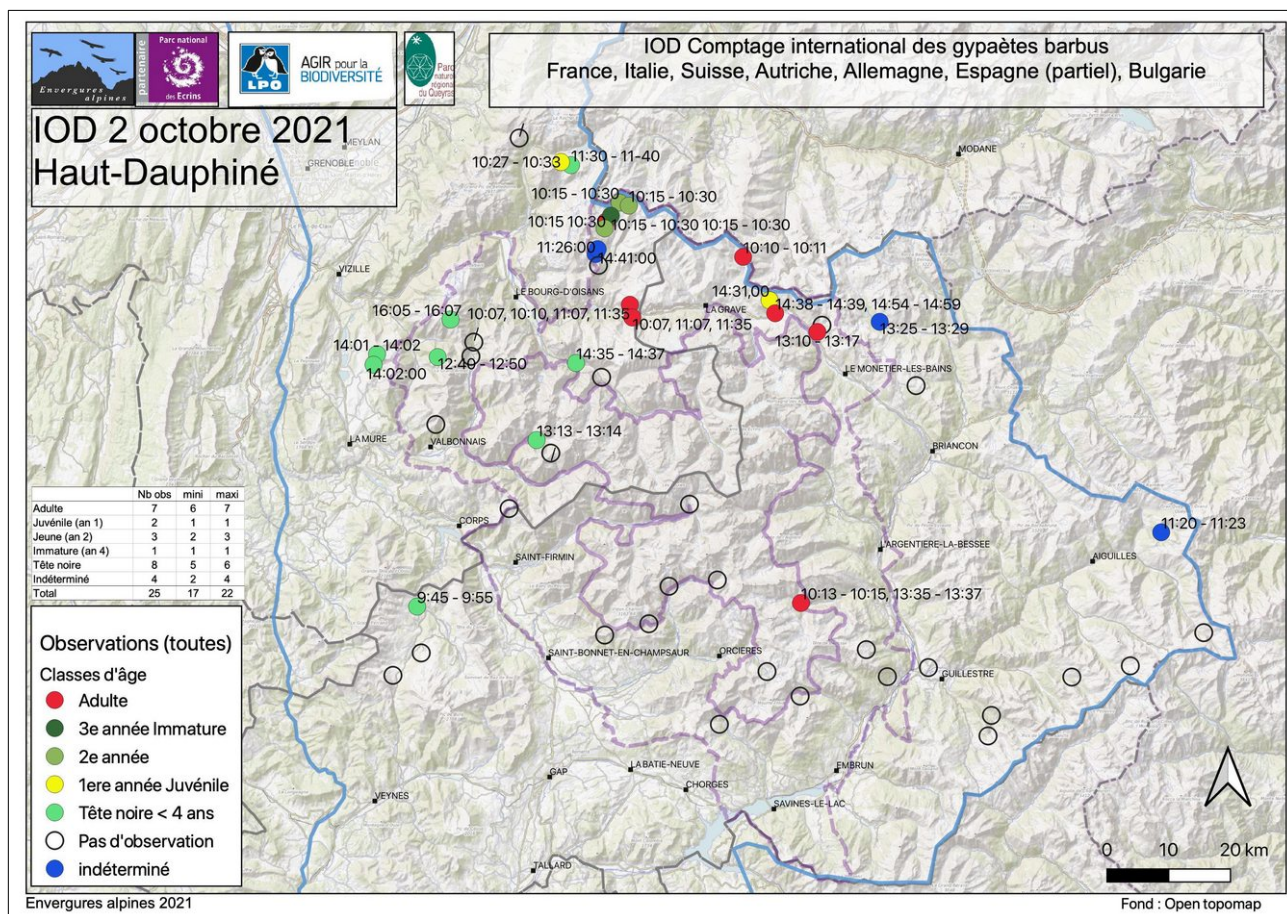 Envergures
alpines
partenaire
Parc national
des Ecrins
LPO
AGIR pour la
BIODIVERSITÉ
Parc
naturel
régional
du Queyras
IOD Comptage international des gypaètes barbus
France, Italie, Suisse, Autriche, Allemagne, Espagne (partiel), Bulgarie
IOD 2 octobre 2021
Haut-Dauphiné
MEYLAN
GRENOBLE
MODANE
10:27 - 10:33
11:30 - 11-40
10:15 - 10:30
10:15 - 10:30
10:15 10:30
10:15 - 10:30 10:15 - 10:30
11:26:00
14:41:00
10:10 - 10:11
VIZILLE
LE BOURG-D'OISANS
LA GRAVE
14:31,00
14:38 - 14:39, 14:54 - 14:59
16:05 - 16:07
10:07, 10:10, 11:07, 11:35
10:07, 11:07, 11:35
13:25 - 13:29
13:10 - 13:17
14:01 - 14:02
14:02:00
12:40 - 12:50
14:35 - 14:37
LE MONETIER-LES-BAINS
LA MURE
VALBONNAIS
13:13 - 13:14
BRIANCON
Nb obs mini maxi
Adulte 7 6 7
Juvénile (an 1) 2 1 1
Jeune (an 2) 3 2 3
Immature (an 4) 1 1 1
Tête noire 8 5 6
Indéterminé 4 2 4
Total 25 17 22
CORPS
SAINT-FIRMIN
L'ARGENTIERE-LA-BESSEE
11:20 - 11:23
AIGUILLES
9:45 - 9:55
10:13 - 10:15, 13:35 - 13:37
SAINT-BONNET-EN-CHAMPSAUR
ORCIERES
GUILLESTRE
Observations (toutes)
Classes d'âge
Adulte
3e année Immature
2e année
1ere année Juvénile
Tête noire < 4 ans
Pas d'observation
indéterminé
GAP
LA BATIE-NEUVE
EMBRUN
VEYNES
CHORGES
SAVINES-LE-LAC
TALLARD
0 10 20 km
Envergures alpines 2021
Fond : Open topomap